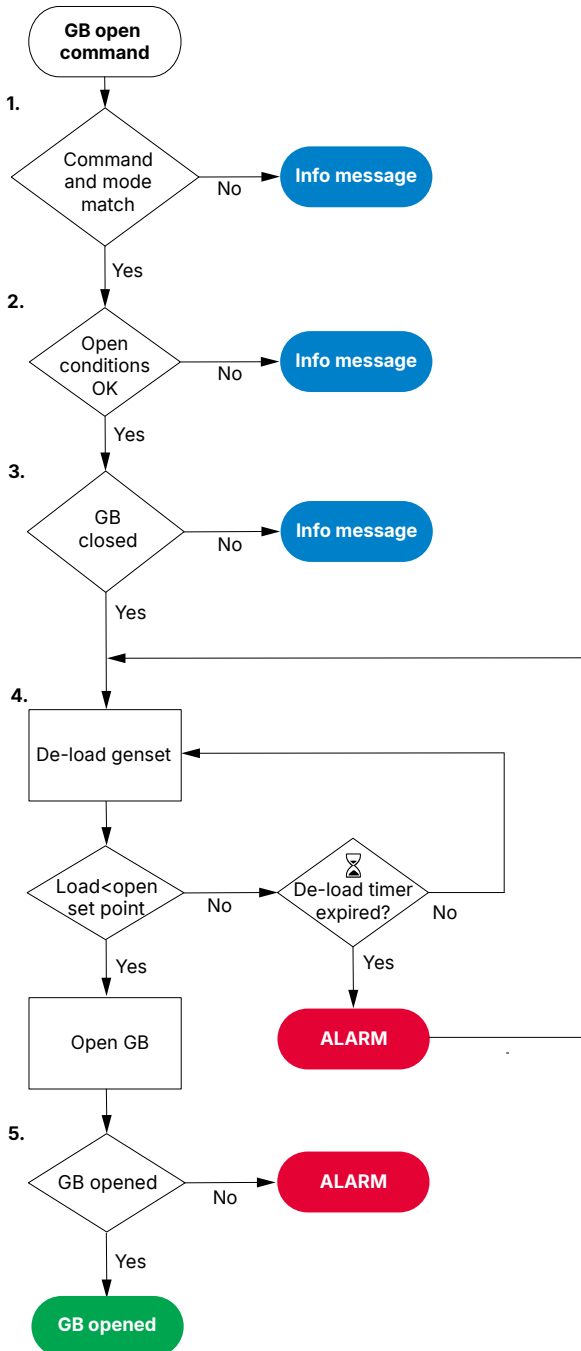 GB open
command
1.
Command
and mode
match
No
Info message
Yes
2.
Open
conditions
OK
No
Info message
Yes
3.
GB
closed
No
Info message
Yes
4.
De-load genset
Load<open
set point
No
De-load timer
expired?
No
Yes
Yes
Open GB
ALARM
5.
GB opened
No
ALARM
Yes
GB opened